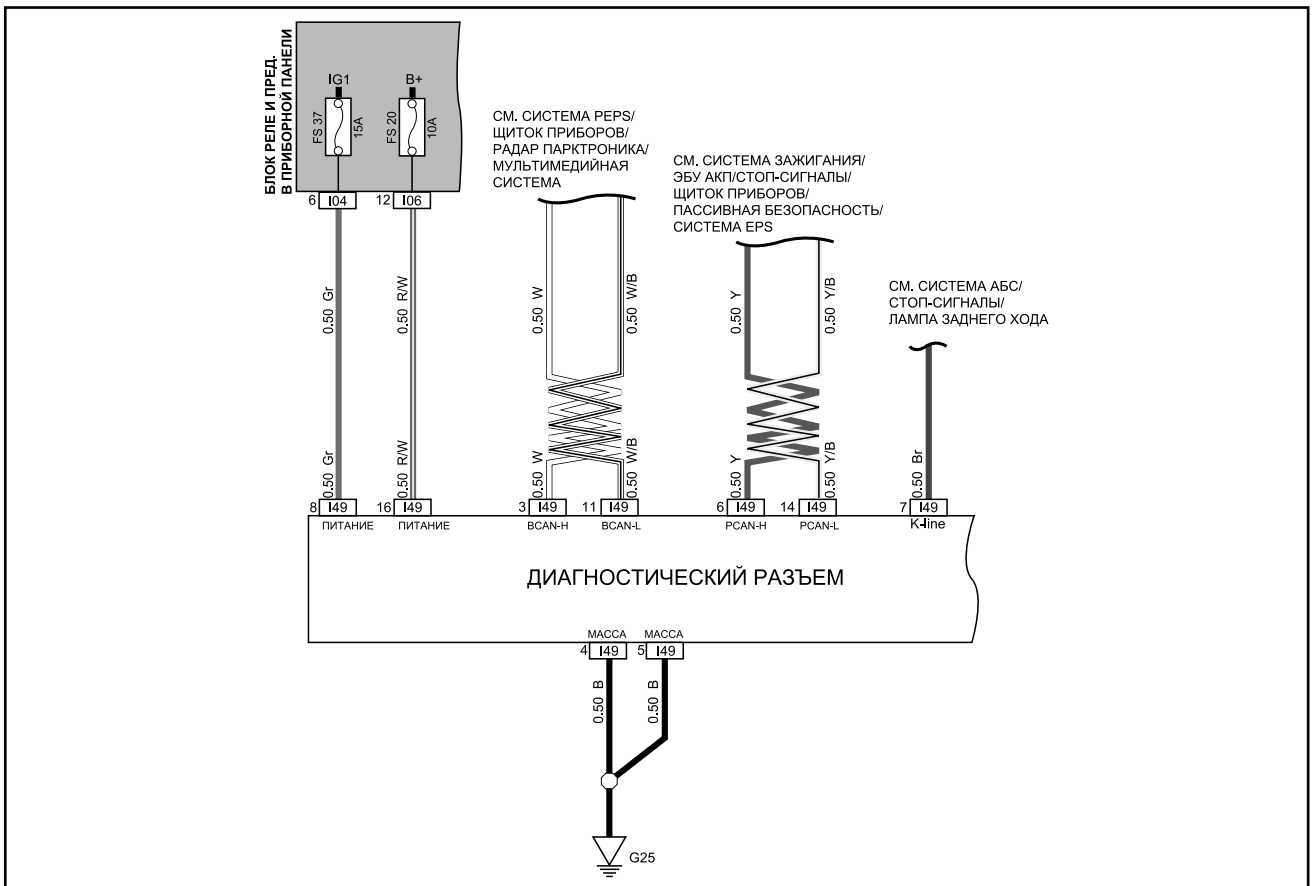 БЛОК РЕЛЕ И ПРЕД.
В ПРИБОРНОЙ ПАНЕЛИ
IG1
B+
FS 37
15A
FS 20
10A
6 I04
12 I06
СМ. СИСТЕМА PEPS/
ЩИТОК ПРИБОРОВ/
РАДАР ПАРКТРОНИКА/
МУЛЬТИМЕДИЙНАЯ
СИСТЕМА
СМ. СИСТЕМА ЗАЖИГАНИЯ/
ЭБУ АКП/СТОП-СИГНАЛЫ/
ЩИТОК ПРИБОРОВ/
ПАССИВНАЯ БЕЗОПАСНОСТЬ/
СИСТЕМА EPS
СМ. СИСТЕМА АБС/
СТОП-СИГНАЛЫ/
ЛАМПА ЗАДНЕГО ХОДА
0.50 Gr
0.50 R/W
0.50 W
0.50 W/B
0.50 Y
0.50 Y/B
0.50 Gr
0.50 R/W
0.50 W
0.50 W/B
0.50 Y
0.50 Y/B
0.50 Br
8 I49
16 I49
3 I49
11 I49
6 I49
14 I49
7 I49
ПИТАНИЕ
ПИТАНИЕ
BCAN-H
BCAN-L
PCAN-H
PCAN-L
K-line
ДИАГНОСТИЧЕСКИЙ РАЗЪЕМ
МАССА
МАССА
4 I49
5 I49
0.50 B
0.50 B
G25